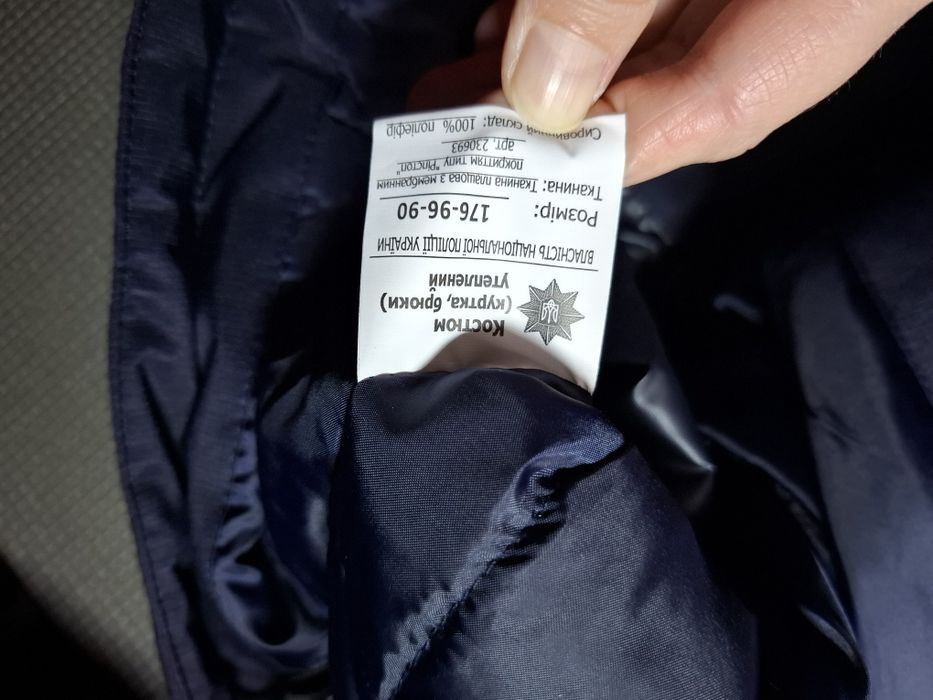 Костюм
(куртка, брюки)
утеплений
ВЛАСНІСТЬ НАЦІОНАЛЬНОЇ ПОЛІЦІЇ УКРАЇНИ
Розмір: 176-96-90
Тканина: Тканина плащова з мембранним
покриттям типу "Ріпстоп"
арт. 230693
Сировинний склад: 100% поліефір